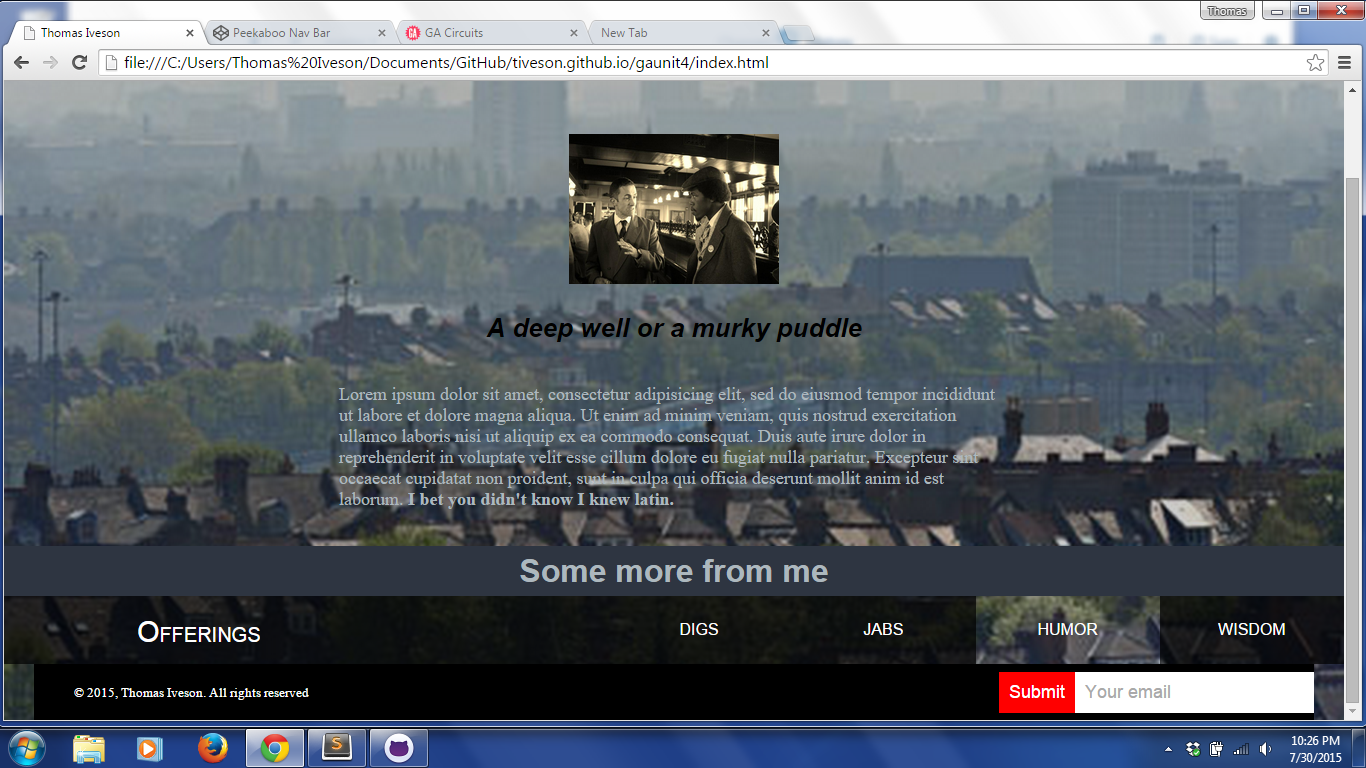 Thomas
Thomas Iveson
Peekaboo Nav Bar
GA
GA Circuits
New Tab
file:///C:/Users/Thomas%20Iveson/Documents/GitHub/tiveson.github.io/gaunit4/index.html
A deep well or a murky puddle
Lorem ipsum dolor sit amet, consectetur adipisicing elit, sed do eiusmod tempor incididunt
ut labore et dolore magna aliqua. Ut enim ad minim veniam, quis nostrud exercitation
ullamco laboris nisi ut aliquip ex ea commodo consequat. Duis aute irure dolor in
reprehenderit in voluptate velit esse cillum dolore eu fugiat nulla pariatur. Excepteur sint
occaecat cupidatat non proident, sunt in culpa qui officia deserunt mollit anim id est
laborum. I bet you didn't know I knew latin.
Some more from me
OFFERINGS
DIGS
JABS
HUMOR
WISDOM
© 2015, Thomas Iveson. All rights reserved
Submit
Your email
S
10:26 PM
7/30/2015